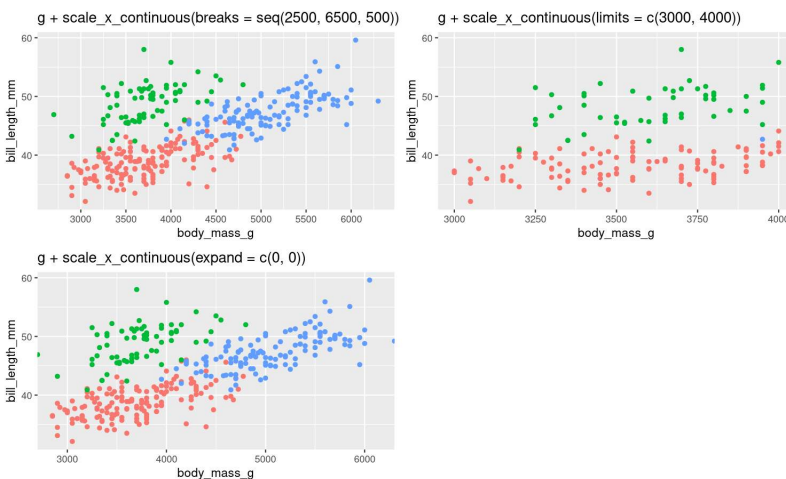 g + scale_x_continuous(breaks = seq(2500, 6500, 500))
60
50
40
bill_length_mm
3000 3500 4000 4500 5000 5500 6000
body_mass_g
g + scale_x_continuous(limits = c(3000, 4000))
60
50
40
bill_length_mm
3000 3250 3500 3750 4000
body_mass_g
g + scale_x_continuous(expand = c(0, 0))
60
50
40
bill_length_mm
3000 4000 5000 6000
body_mass_g